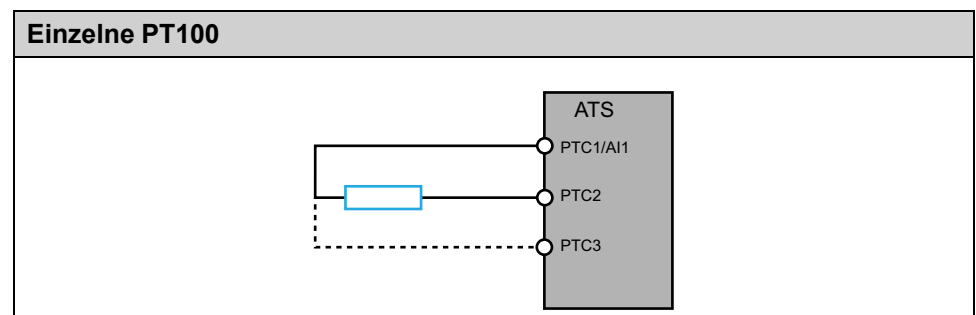 Einzelne PT100
ATS
PTC1/AI1
PTC2
PTC3